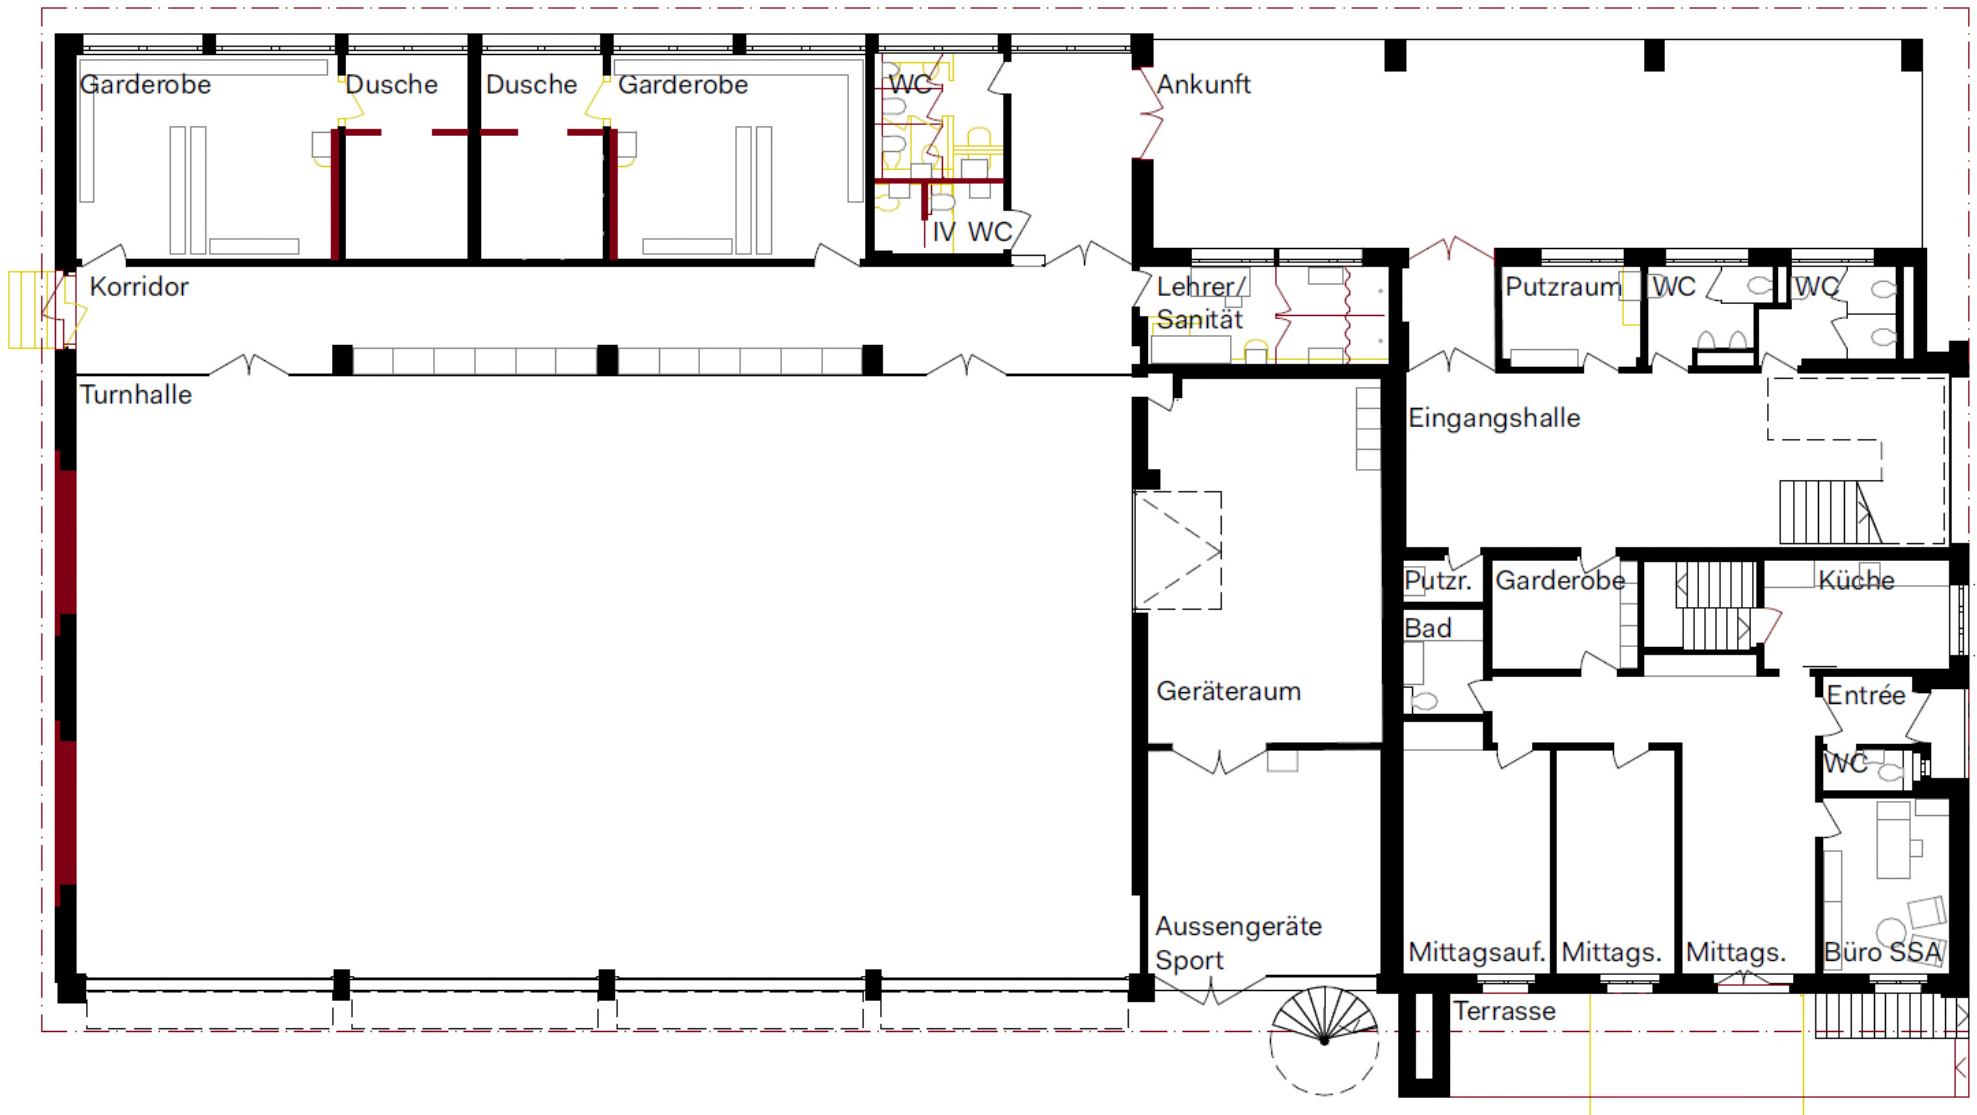 Garderobe
Dusche
Dusche
Garderobe
WC
Ankunft
IV WC
Korridor
Lehrer/
Sanität
Putzraum
WC
WC
Turnhalle
Eingangshalle
Putzr.
Garderobe
Küche
Bad
Geräteraum
Entrée
WC
Aussengeräte
Sport
Mittagsauf.
Mittags.
Mittags.
Büro SSA
Terrasse